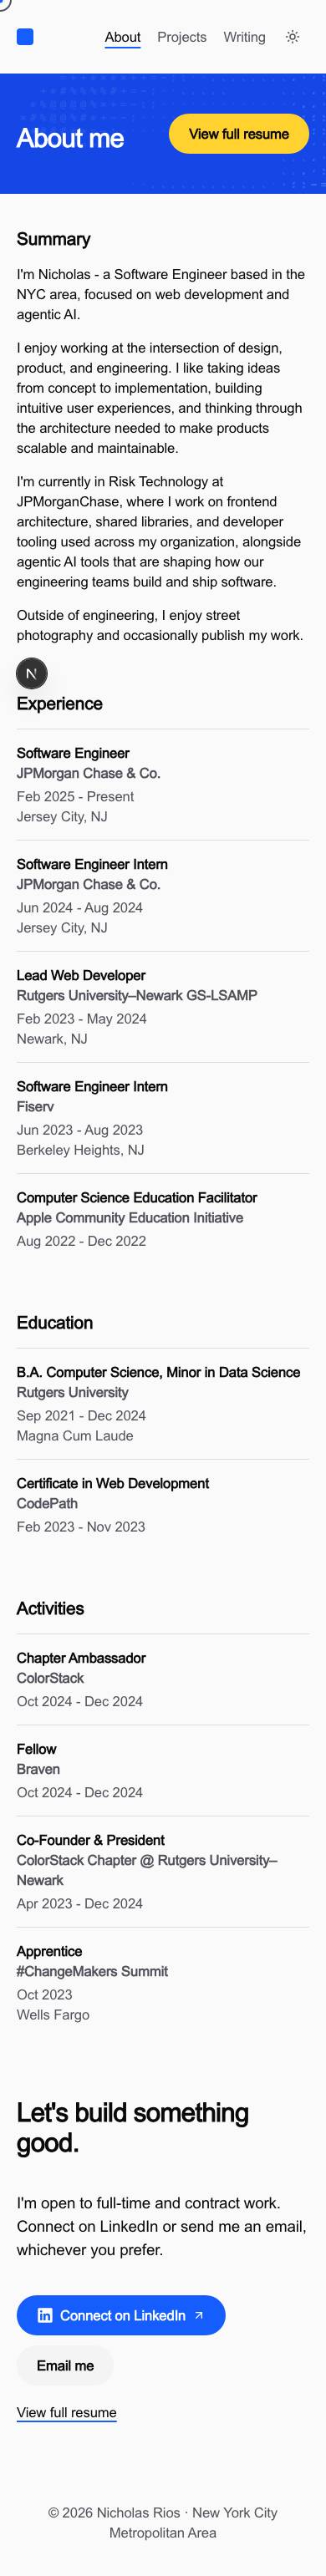 About Projects Writing
About me
View full resume
Summary
I'm Nicholas - a Software Engineer based in the
NYC area, focused on web development and
agentic AI.
I enjoy working at the intersection of design,
product, and engineering. I like taking ideas
from concept to implementation, building
intuitive user experiences, and thinking through
the architecture needed to make products
scalable and maintainable.
I'm currently in Risk Technology at
JPMorganChase, where I work on frontend
architecture, shared libraries, and developer
tooling used across my organization, alongside
agentic AI tools that are shaping how our
engineering teams build and ship software.
Outside of engineering, I enjoy street
photography and occasionally publish my work.
N
Experience
Software Engineer
JPMorgan Chase & Co.
Feb 2025 - Present
Jersey City, NJ
Software Engineer Intern
JPMorgan Chase & Co.
Jun 2024 - Aug 2024
Jersey City, NJ
Lead Web Developer
Rutgers University–Newark GS-LSAMP
Feb 2023 - May 2024
Newark, NJ
Software Engineer Intern
Fiserv
Jun 2023 - Aug 2023
Berkeley Heights, NJ
Computer Science Education Facilitator
Apple Community Education Initiative
Aug 2022 - Dec 2022
Education
B.A. Computer Science, Minor in Data Science
Rutgers University
Sep 2021 - Dec 2024
Magna Cum Laude
Certificate in Web Development
CodePath
Feb 2023 - Nov 2023
Activities
Chapter Ambassador
ColorStack
Oct 2024 - Dec 2024
Fellow
Braven
Oct 2024 - Dec 2024
Co-Founder & President
ColorStack Chapter @ Rutgers University–
Newark
Apr 2023 - Dec 2024
Apprentice
#ChangeMakers Summit
Oct 2023
Wells Fargo
Let's build something
good.
I'm open to full-time and contract work.
Connect on LinkedIn or send me an email,
whichever you prefer.
in Connect on LinkedIn
Email me
View full resume
© 2026 Nicholas Rios · New York City
Metropolitan Area